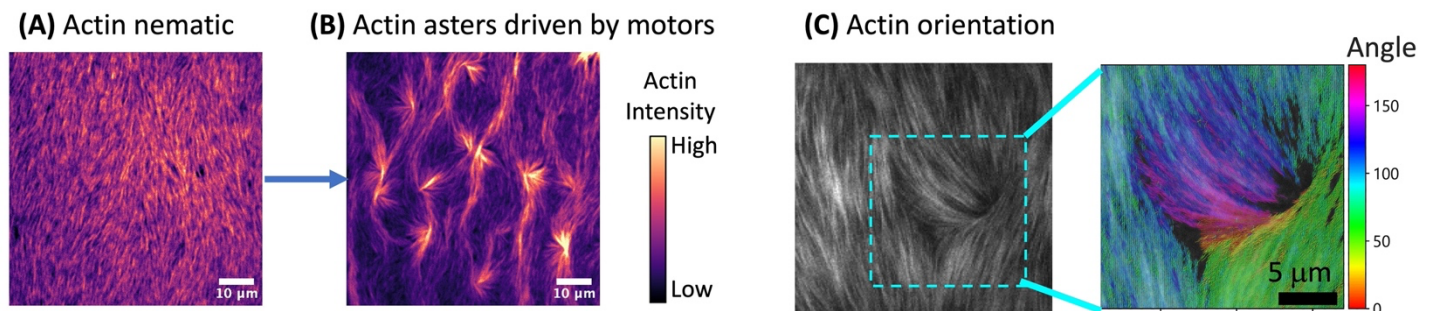 (A) Actin nematic
(B) Actin asters driven by motors
(C) Actin orientation
10 μm
10 μm
Actin
Intensity
High
Low
Angle
150
100
50
0
5 μm